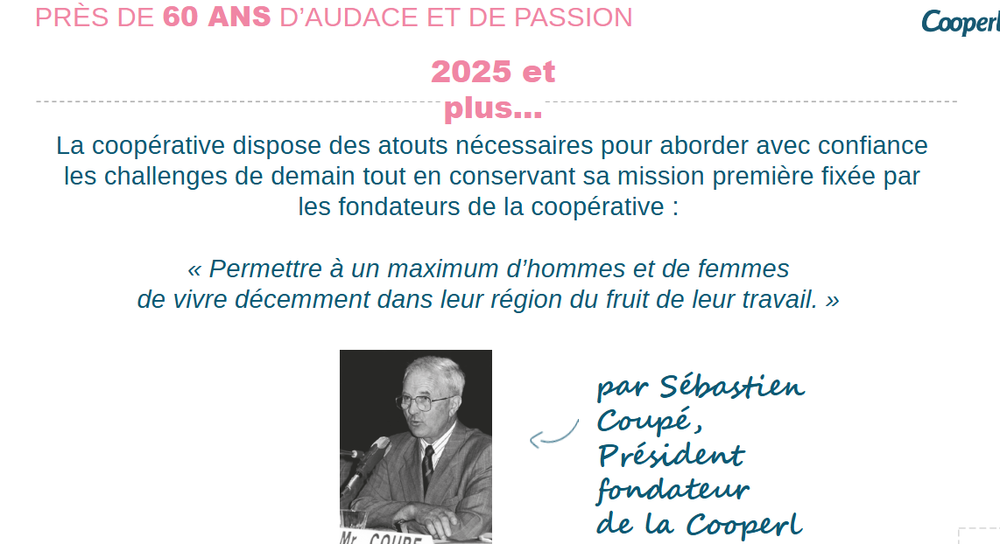 PRÈS DE 60 ANS D’AUDACE ET DE PASSION
Cooperl
2025 et
plus...
La coopérative dispose des atouts nécessaires pour aborder avec confiance
les challenges de demain tout en conservant sa mission première fixée par
les fondateurs de la coopérative :
« Permettre à un maximum d’hommes et de femmes
de vivre décemment dans leur région du fruit de leur travail. »
par Sébastien
Coupé,
Président
fondateur
de la Cooperl
Mr COUPE